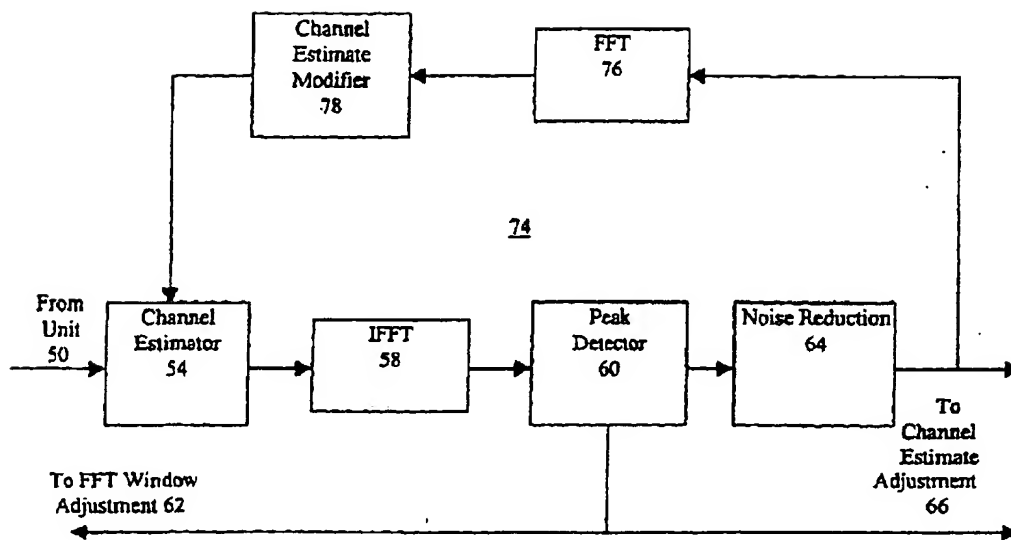 Channel
Estimate
Modifier
78
FFT
76
74
From
Unit
50
Channel
Estimator
54
IFFT
58
Peak
Detector
60
Noise Reduction
64
To FFT Window
Adjustment 62
To
Channel
Estimate
Adjustment
66